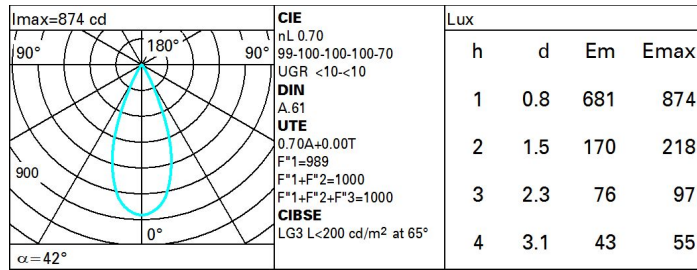 Imax=874 cd
90° 180° 90°
900
0°
α=42°
CIE
nL 0.70
99-100-100-100-70
UGR <10-<10
DIN
A.61
UTE
0.70A+0.00T
F"1=989
F"1+F"2=1000
F"1+F"2+F"3=1000
CIBSE
LG3 L<200 cd/m² at 65°
Lux
h d Em Emax
1 0.8 681 874
2 1.5 170 218
3 2.3 76 97
4 3.1 43 55